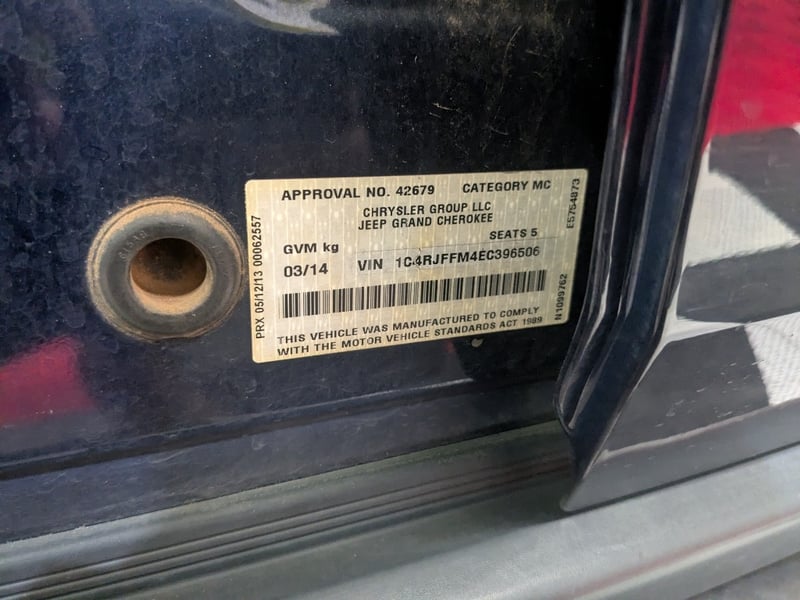 APPROVAL NO. 42679 CATEGORY MC
CHRYSLER GROUP LLC
JEEP GRAND CHEROKEE
SEATS 5
GVM kg
03/14 VIN 1C4RJFFM4EC396506
THIS VEHICLE WAS MANUFACTURED TO COMPLY
WITH THE MOTOR VEHICLE STANDARDS ACT 1989
PRX 05/12/13 00062557
E5754873
N1099762